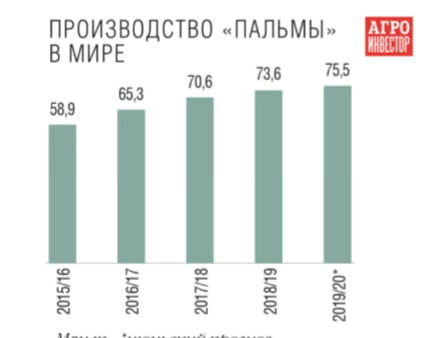 ПРОИЗВОДСТВО «ПАЛЬМЫ»
В МИРЕ
АГРО
ИНВЕСТОР
58,9
65,3
70,6
73,6
75,5
2015/16
2016/17
2017/18
2018/19
2019/20*